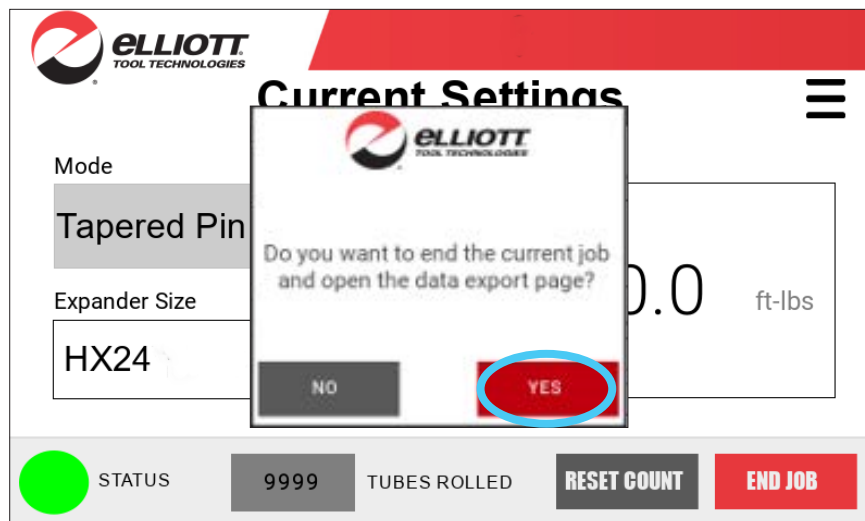 eLLIOTT
TOOL TECHNOLOGIES
Current Settings
eLLIOTT
TOOL TECHNOLOGIES
Mode
Tapered Pin
Do you want to end the current job
and open the data export page?
0.0 ft-lbs
Expander Size
HX24
NO YES
STATUS 9999 TUBES ROLLED RESET COUNT END JOB